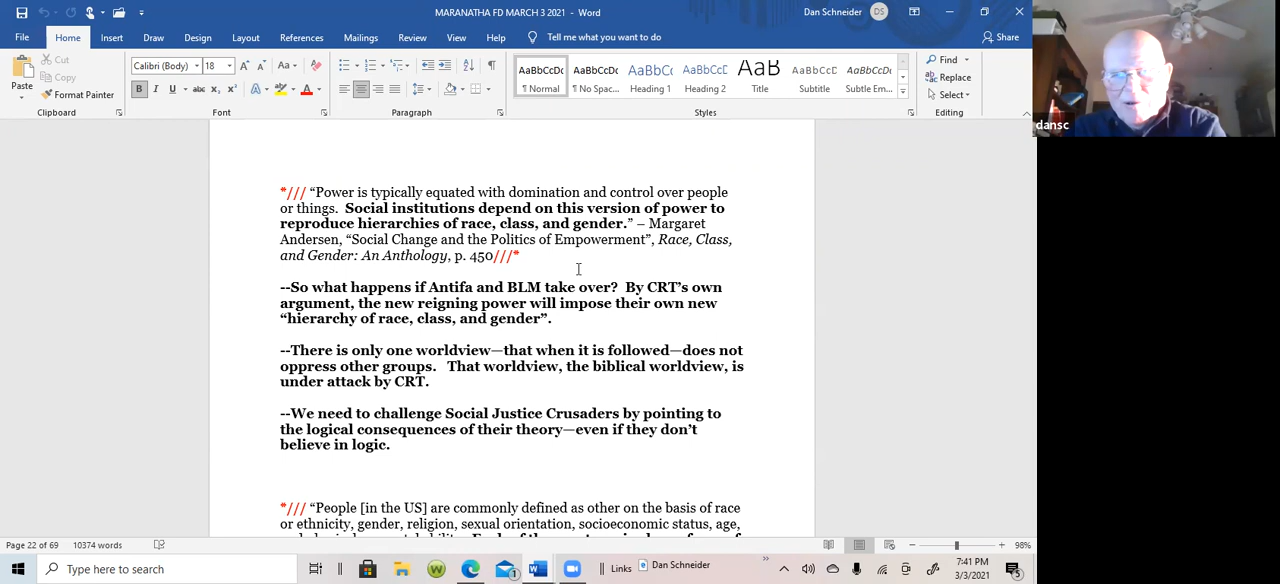 MARANATHA FD MARCH 3 2021 - Word
Dan Schneider
DS
File
Home
Insert
Draw
Design
Layout
References
Mailings
Review
View
Help
Tell me what you want to do
Share
Paste
Cut
Copy
Format Painter
Clipboard
Calibri (Body)
18
Font
Paragraph
AaBbCcDc
¶ Normal
AaBbCcDc
¶ No Spac...
AaBbCc
Heading 1
AaBbCcD
Heading 2
AaB
Title
AaBbCcD
Subtitle
AaBbCcDc
Subtle Em...
Styles
Find
Replace
Select
Editing
dansc
*/// “Power is typically equated with domination and control over people
or things. Social institutions depend on this version of power to
reproduce hierarchies of race, class, and gender.” – Margaret
Andersen, “Social Change and the Politics of Empowerment”, Race, Class,
and Gender: An Anthology, p. 450///*
--So what happens if Antifa and BLM take over? By CRT’s own
argument, the new reigning power will impose their own new
“hierarchy of race, class, and gender”.
--There is only one worldview—that when it is followed—does not
oppress other groups. That worldview, the biblical worldview, is
under attack by CRT.
--We need to challenge Social Justice Crusaders by pointing to
the logical consequences of their theory—even if they don’t
believe in logic.
*/// “People [in the US] are commonly defined as other on the basis of race
or ethnicity, gender, religion, sexual orientation, socioeconomic status, age,
Page 22 of 69
10374 words
98%
Type here to search
Links
Dan Schneider
7:41 PM
3/3/2021